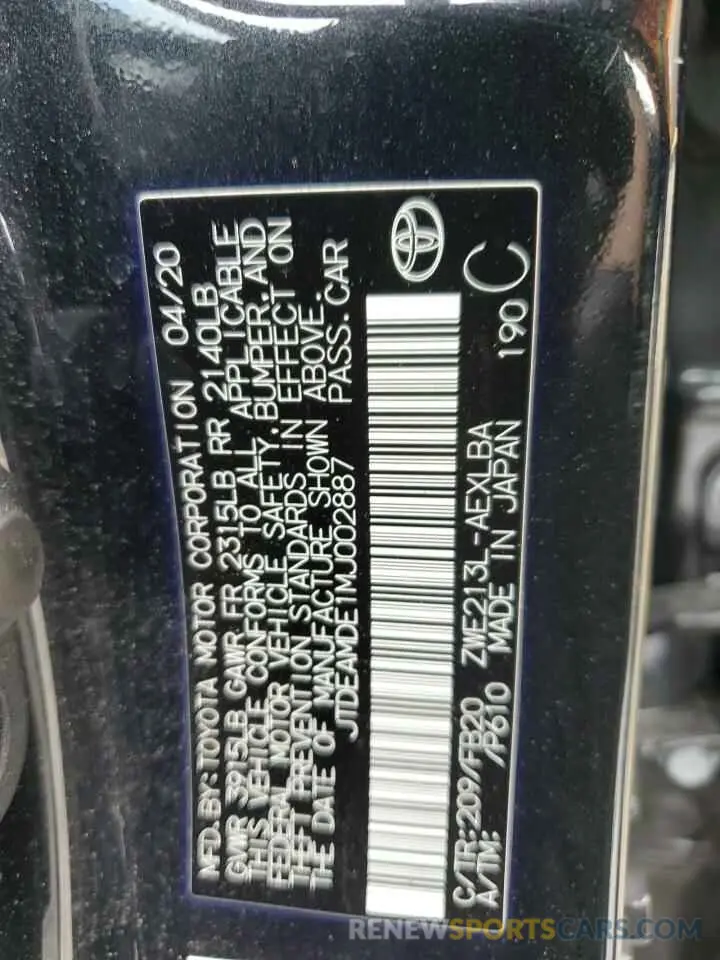 MFD. BY: TOYOTA MOTOR CORPORATION 04/20
GVWR 3915LB GAWR FR 2315LB RR 2140LB
THIS VEHICLE CONFORMS TO ALL APPLICABLE
FEDERAL MOTOR VEHICLE SAFETY, BUMPER, AND
THEFT PREVENTION STANDARDS IN EFFECT ON
THE DATE OF MANUFACTURE SHOWN ABOVE.
JTDEAMDE1MJ002887 PASS. CAR
C/TR: 209/FB20 ZWE213L-AEXLBA
A/TM: /P610 MADE IN JAPAN 190 C
RENEWSPORTSCARS.COM